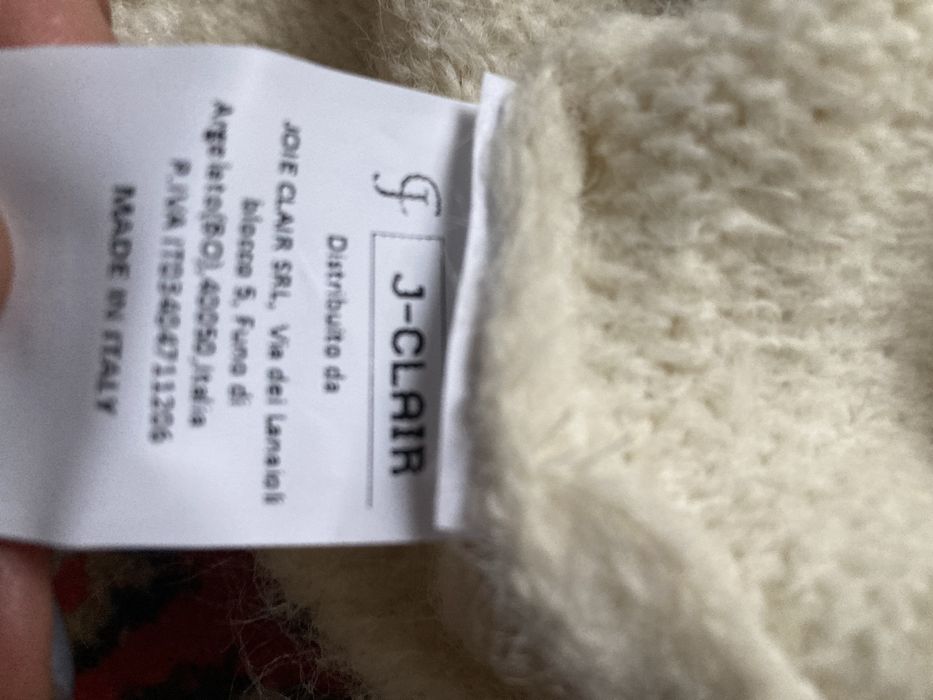 J-CLAIR
Distribuito da
JOIE CLAIR SRL, Via dei Lanaioli
blocco 5, Funo di
Argelato(BO), 40050, Italia
P.IVA IT03404711206
MADE IN ITALY